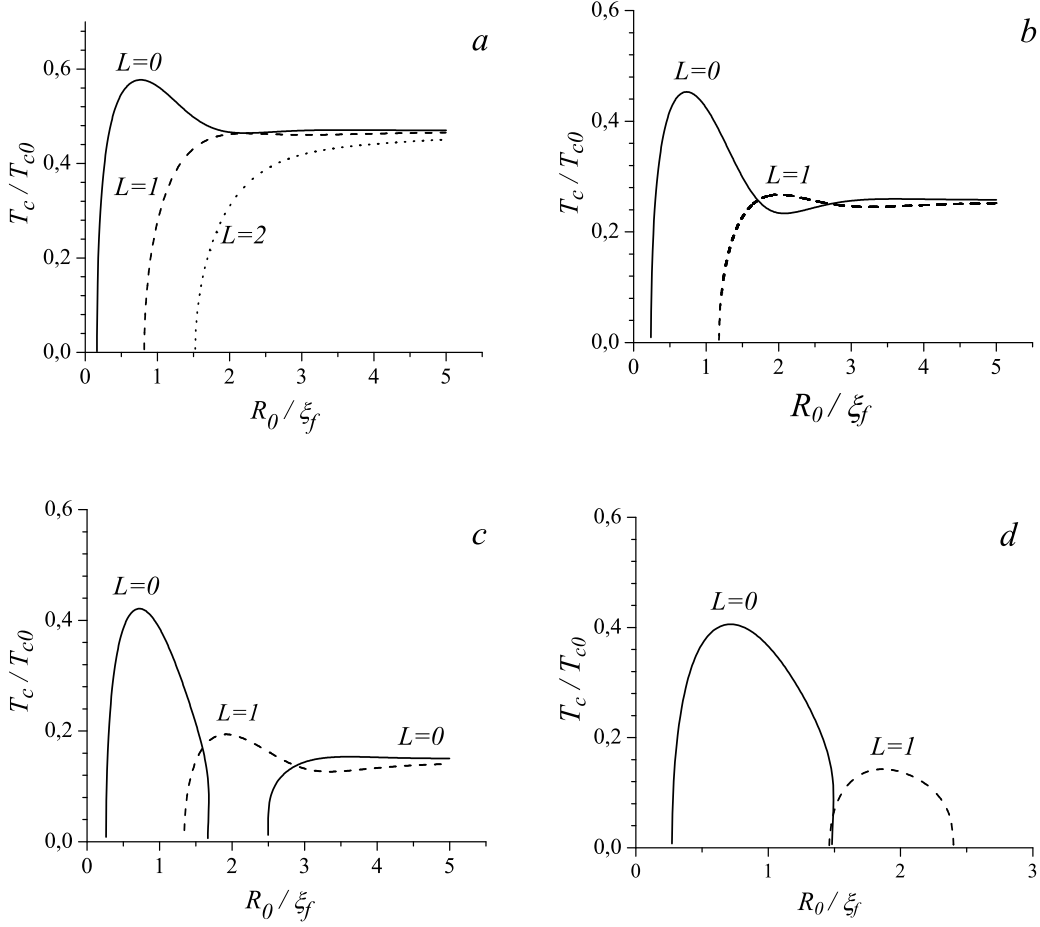 a
L=0
L=1
L=2
0,6
0,4
0,2
0,0
T_c / T_c0
0 1 2 3 4 5
R_0 / ξ_f
b
L=0
L=1
0,6
0,4
0,2
0,0
T_c / T_c0
0 1 2 3 4 5
R_0 / ξ_f
c
L=0
L=1
L=0
0,6
0,4
0,2
0,0
T_c / T_c0
0 1 2 3 4 5
R_0 / ξ_f
d
L=0
L=1
0,6
0,4
0,2
0,0
T_c / T_c0
0 1 2 3
R_0 / ξ_f